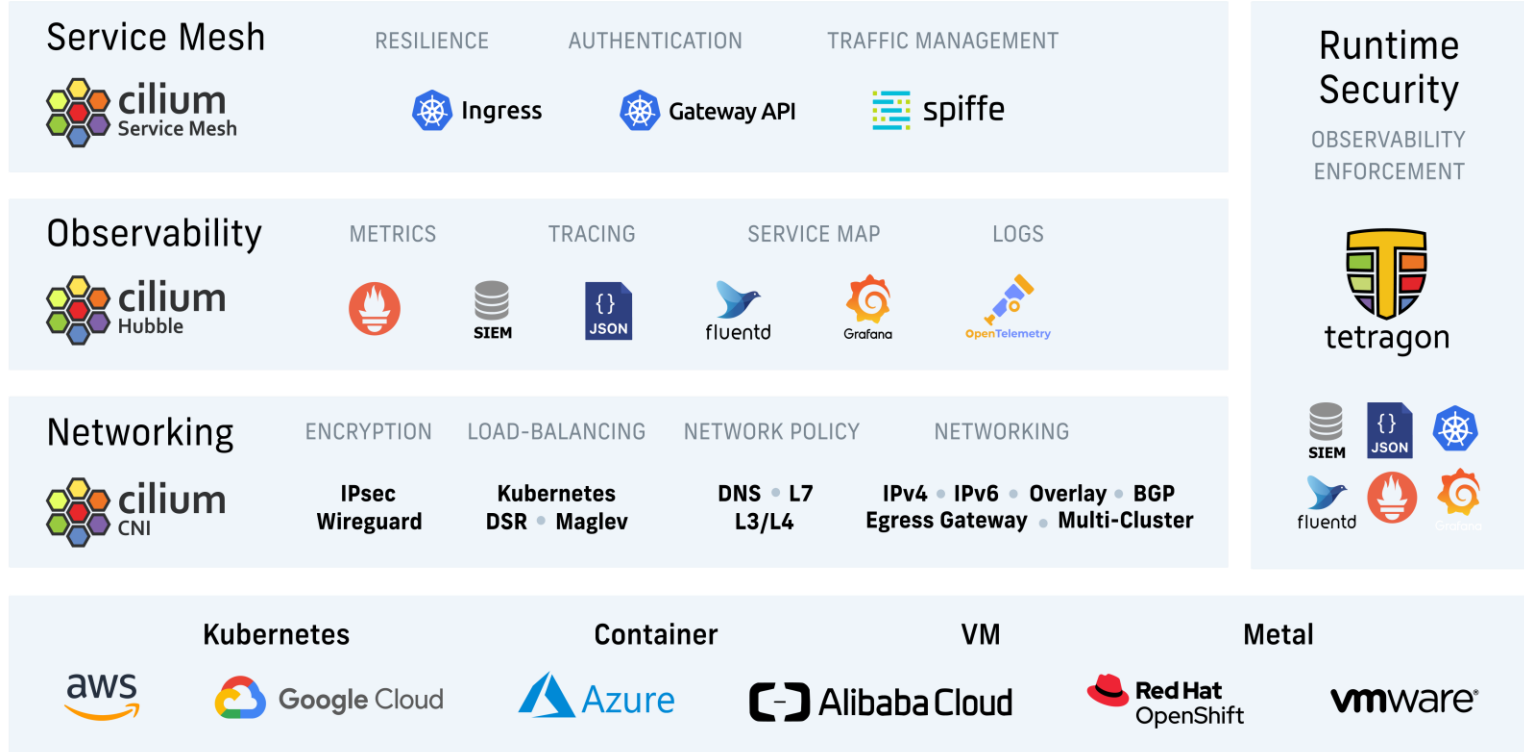 Service Mesh
RESILIENCE
AUTHENTICATION
TRAFFIC MANAGEMENT
cilium
Service Mesh
Ingress
Gateway API
spiffe
Observability
METRICS
TRACING
SERVICE MAP
LOGS
cilium
Hubble
SIEM
{}
JSON
fluentd
Grafana
OpenTelemetry
Networking
ENCRYPTION
LOAD-BALANCING
NETWORK POLICY
NETWORKING
cilium
CNI
IPsec
Wireguard
Kubernetes
DSR • Maglev
DNS • L7
L3/L4
IPv4 • IPv6 • Overlay • BGP
Egress Gateway • Multi-Cluster
Runtime
Security
OBSERVABILITY
ENFORCEMENT
T
tetragon
SIEM
{}
JSON
fluentd
Grafana
Kubernetes
Container
VM
Metal
aws
Google Cloud
Azure
Alibaba Cloud
Red Hat
OpenShift
vmware®